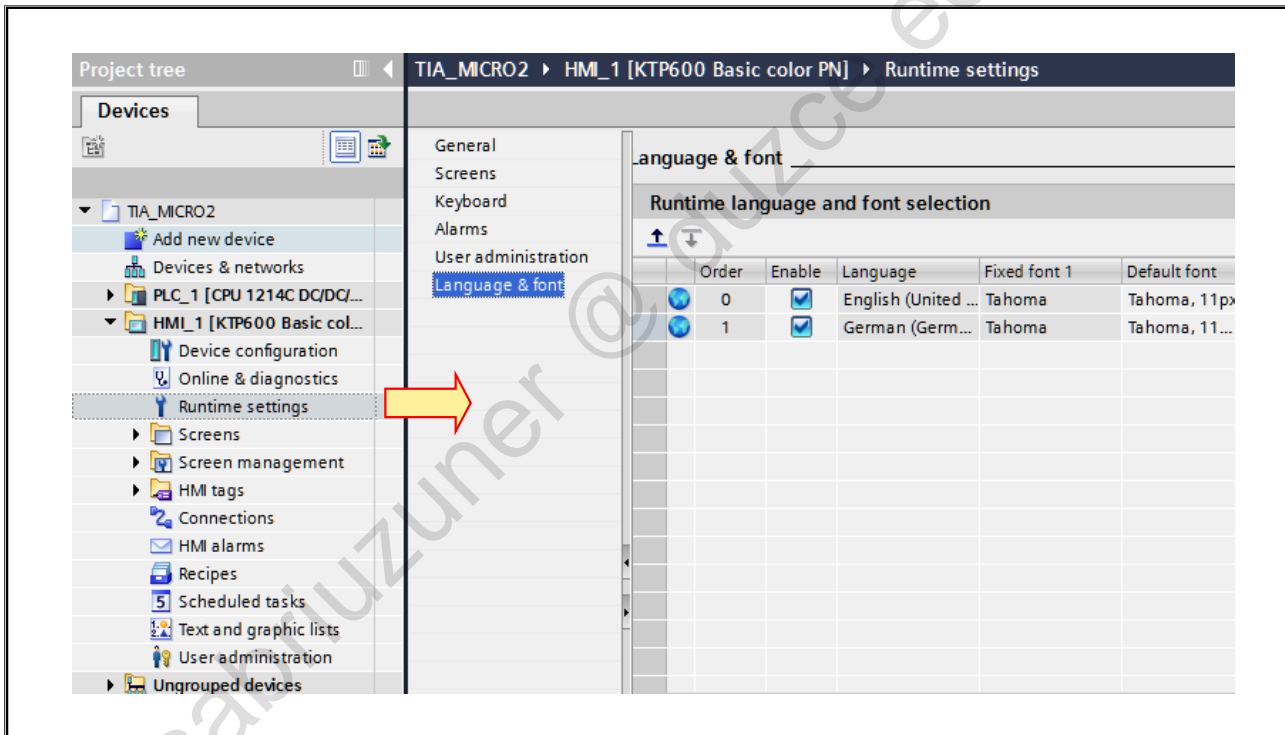 Project tree
TIA_MICRO2 ▸ HMI_1 [KTP600 Basic color PN] ▸ Runtime settings
Devices
TIA_MICRO2
Add new device
Devices & networks
PLC_1 [CPU 1214C DC/DC/...
HMI_1 [KTP600 Basic col...
Device configuration
Online & diagnostics
Runtime settings
Screens
Screen management
HMI tags
Connections
HMI alarms
Recipes
Scheduled tasks
Text and graphic lists
User administration
Ungrouped devices
General
Screens
Keyboard
Alarms
User administration
Language & font
Language & font
Runtime language and font selection
Order Enable Language Fixed font 1 Default font
0 English (United ... Tahoma Tahoma, 11px
1 German (Germ... Tahoma Tahoma, 11...
sabriuzuner @ duzce.e